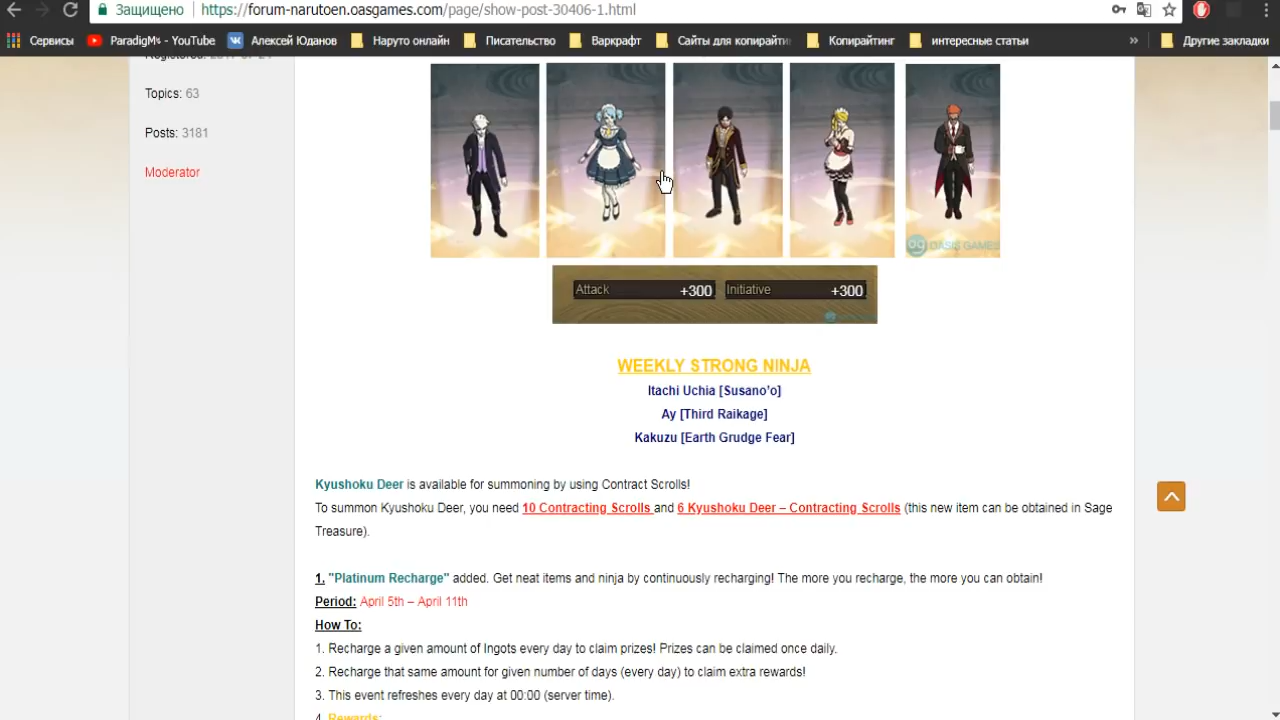 Защищено https://forum-narutoen.oasgames.com/page/show-post-30406-1.html
Сервисы ParadigMs - YouTube Алексей Юданов Наруто онлайн Писательство Варкрафт Сайты для копирайти Копирайтинг интересные статьи » Другие закладки
Topics: 63
Posts: 3181
Moderator
OASIS GAMES
Attack +300 Initiative +300
WEEKLY STRONG NINJA
Itachi Uchia [Susano'o]
Ay [Third Raikage]
Kakuzu [Earth Grudge Fear]
Kyushoku Deer is available for summoning by using Contract Scrolls!
To summon Kyushoku Deer, you need 10 Contracting Scrolls and 6 Kyushoku Deer – Contracting Scrolls (this new item can be obtained in Sage
Treasure).
1. "Platinum Recharge" added. Get neat items and ninja by continuously recharging! The more you recharge, the more you can obtain!
Period: April 5th – April 11th
How To:
1. Recharge a given amount of Ingots every day to claim prizes! Prizes can be claimed once daily.
2. Recharge that same amount for given number of days (every day) to claim extra rewards!
3. This event refreshes every day at 00:00 (server time).
4. Rewards: